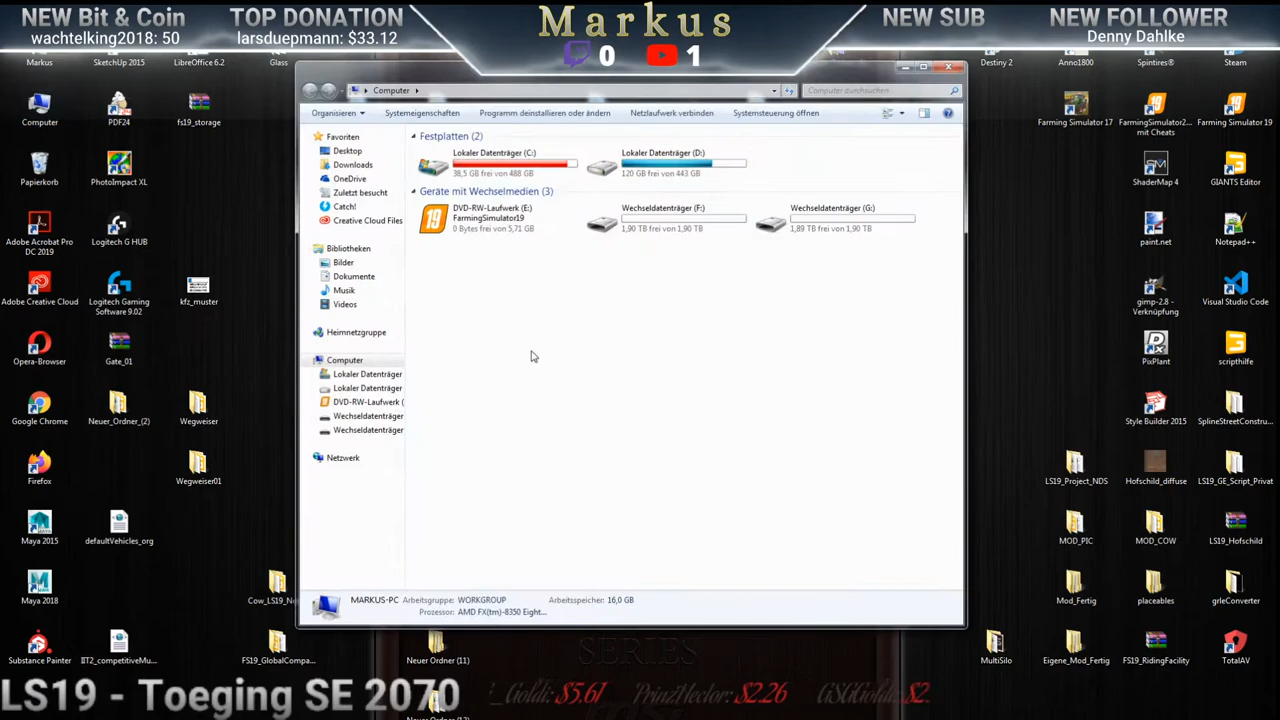 NEW Bit & Coin
wachtelking2018: 50
TOP DONATION
larsduepmann: $33.12
Markus
0
1
NEW SUB
NEW FOLLOWER
Denny Dahlke
Markus
SketchUp 2015
LibreOffice 6.2
Glass
Destiny 2
Anno1800
Spintires®
Steam
Computer
Computer durchsuchen
Organisieren
Systemeigenschaften
Programm deinstallieren oder ändern
Netzlaufwerk verbinden
Systemsteuerung öffnen
Computer
PDF24
fs19_storage
Papierkorb
PhotoImpact XL
Adobe Acrobat Pro
DC 2019
Logitech G HUB
Adobe Creative Cloud
Logitech Gaming
Software 9.02
kfz_muster
Opera-Browser
Gate_01
Google Chrome
Neuer_Ordner_(2)
Wegweiser
Firefox
Wegweiser01
Maya 2015
defaultVehicles_org
Maya 2018
Substance Painter
FS19_GlobalCompa...
Favoriten
Desktop
Downloads
OneDrive
Zuletzt besucht
Catch!
Creative Cloud Files
Bibliotheken
Bilder
Dokumente
Musik
Videos
Heimnetzgruppe
Computer
Lokaler Datenträger
Lokaler Datenträger
DVD-RW-Laufwerk (
Wechseldatenträger
Wechseldatenträger
Netzwerk
Festplatten (2)
Lokaler Datenträger (C:)
38,5 GB frei von 488 GB
Lokaler Datenträger (D:)
120 GB frei von 443 GB
Geräte mit Wechselmedien (3)
19
DVD-RW-Laufwerk (E:)
FarmingSimulator19
0 Bytes frei von 5,71 GB
Wechseldatenträger (F:)
1,90 TB frei von 1,90 TB
Wechseldatenträger (G:)
1,89 TB frei von 1,90 TB
MARKUS-PC
Arbeitsgruppe: WORKGROUP
Arbeitsspeicher: 16,0 GB
Prozessor: AMD FX(tm)-8350 Eight...
Farming Simulator 17
FarmingSimulator2...
mit Cheats
Farming Simulator 19
ShaderMap 4
GIANTS Editor
paint.net
Notepad++
gimp-2.8 -
Verknüpfung
Visual Studio Code
PixPlant
scripthilfe
Style Builder 2015
SplineStreetConstru...
LS19_Project_NDS
Hofschild_diffuse
LS19_GE_Script_Privat
MOD_PIC
MOD_COW
LS19_Hofschild
Mod_Fertig
placeables
grleConverter
MultiSilo
Eigene_Mod_Fertig
FS19_RidingFacility
TotalAV
Neuer Ordner (11)
SERIES
LS19 - Toeging SE 2070
Goldi: $5.61
PrinzHector: $2.26